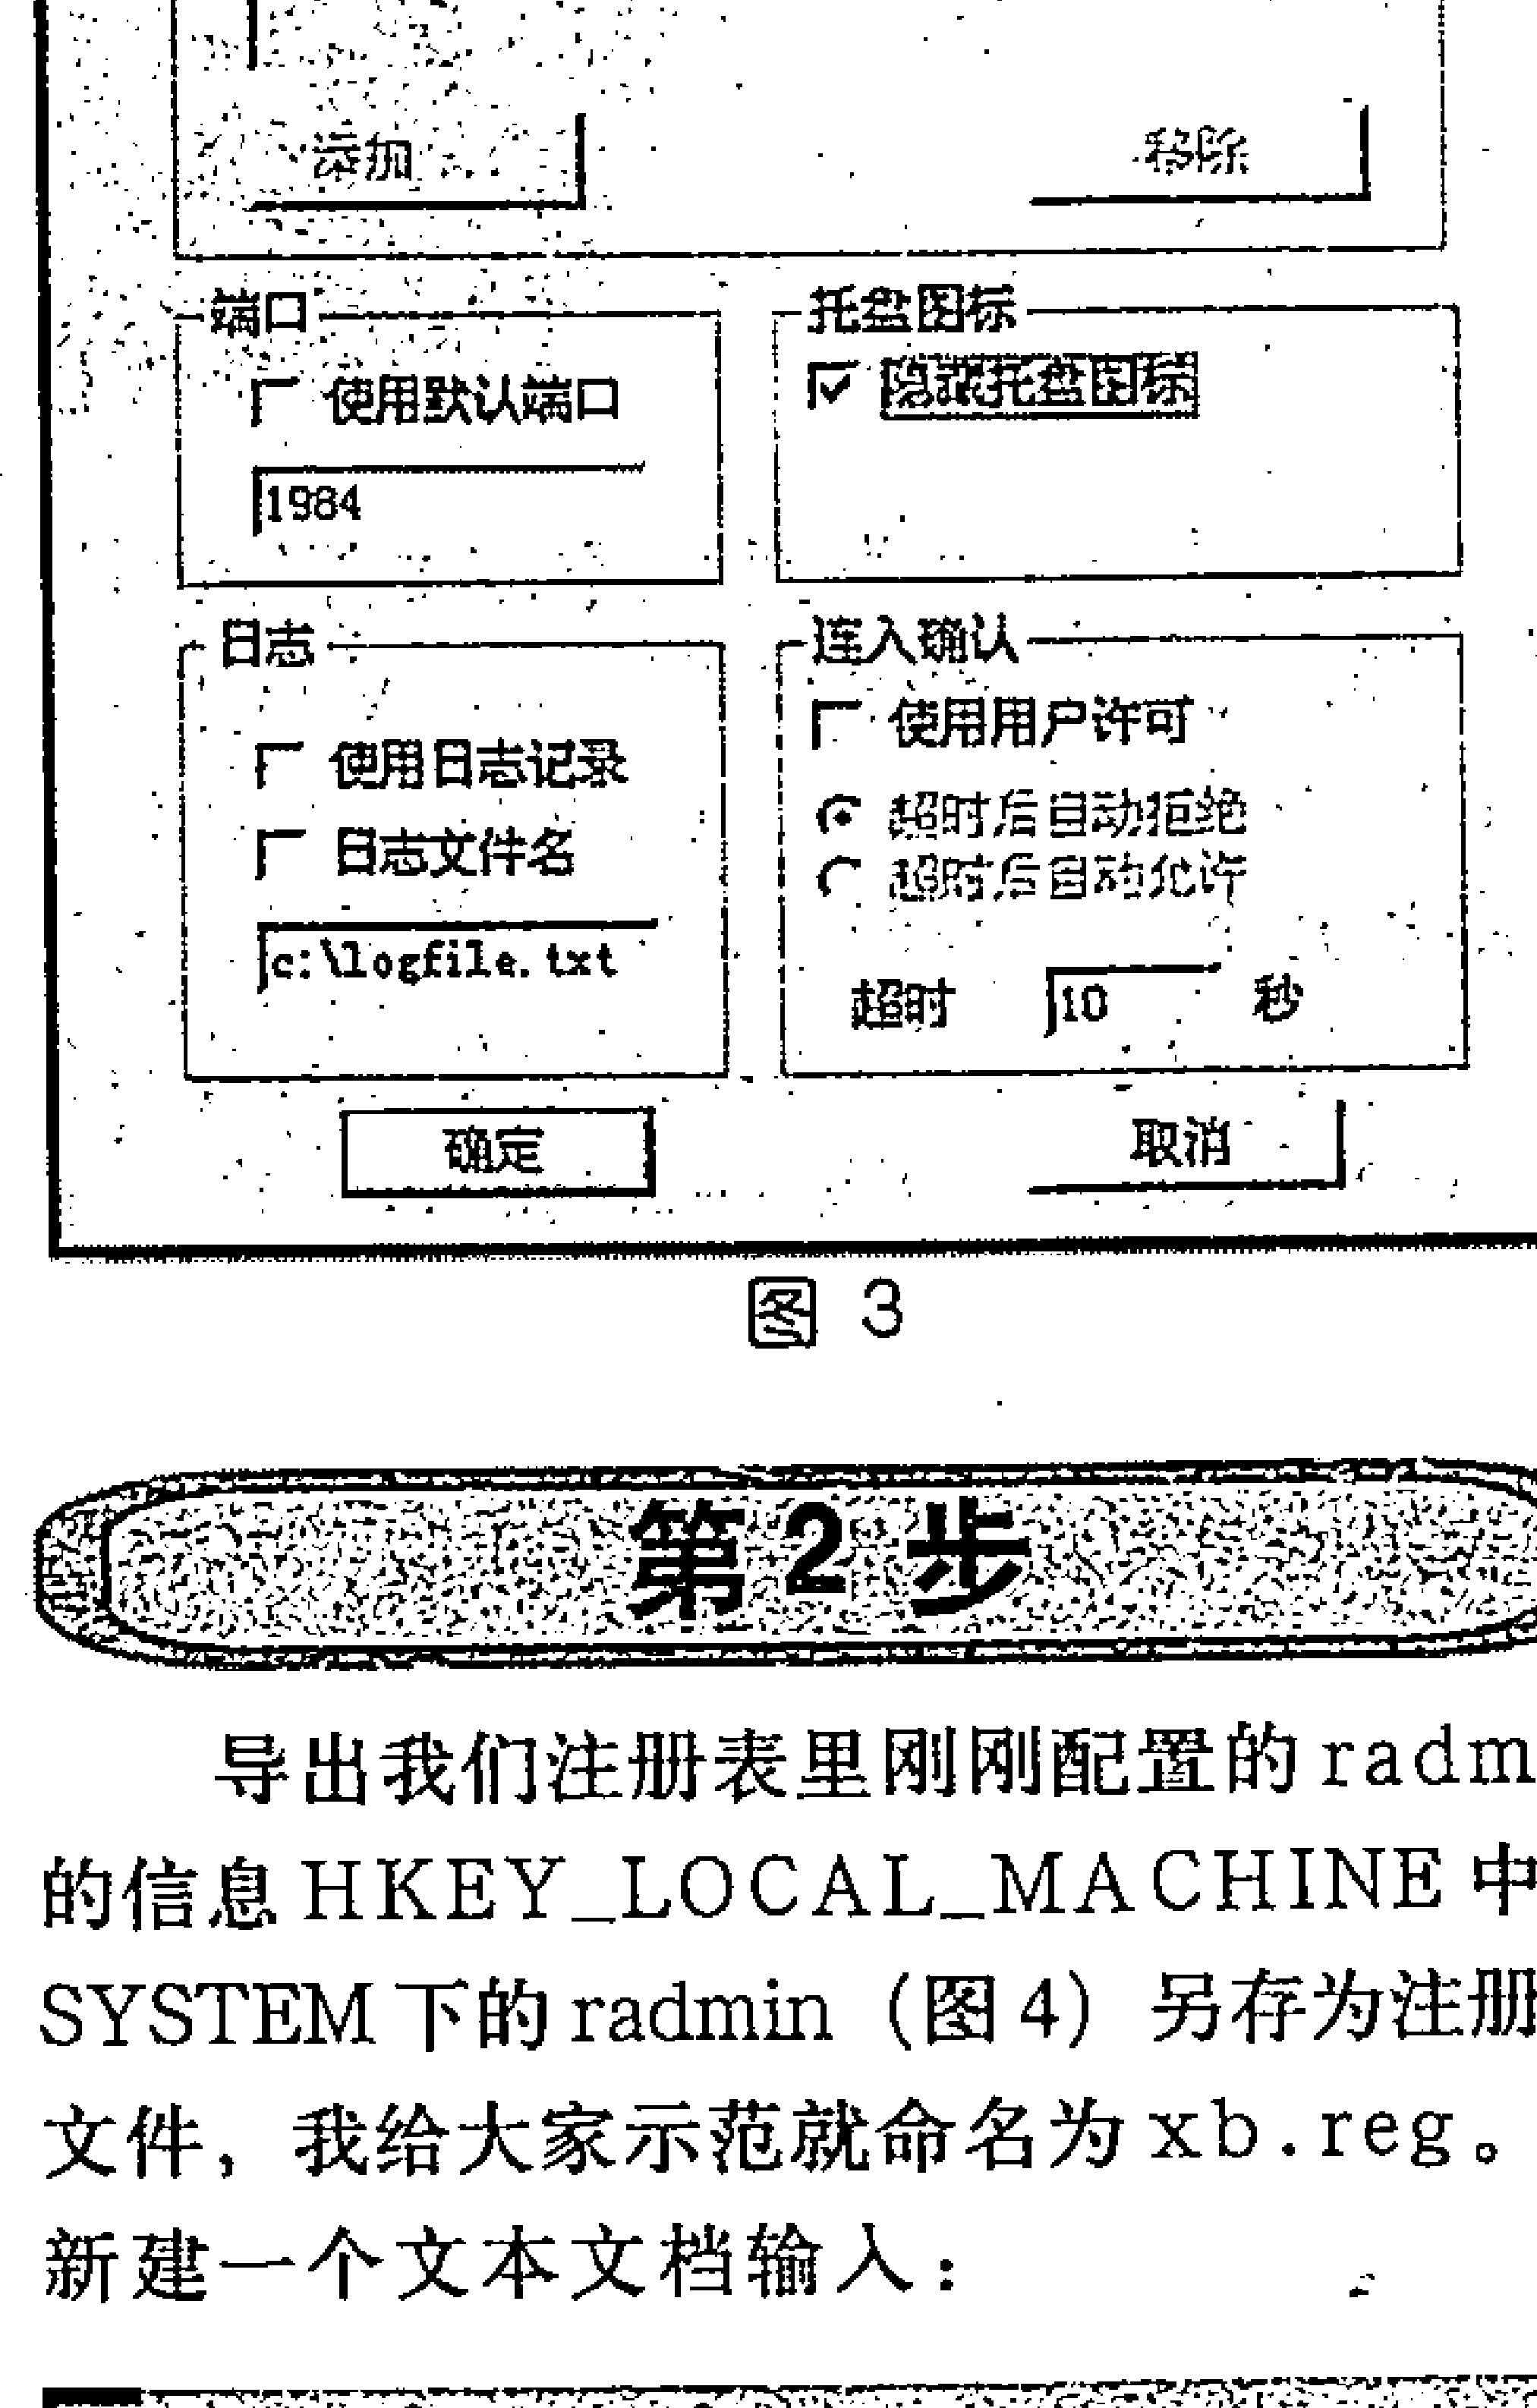 添加 移除
端口 托盘图标
使用默认端口 隐藏托盘图标
1984
日志 连入确认
使用用户许可
使用日志记录
超时后自动拒绝
日志文件名
超时后自动允许
c:\logfile.txt
超时 10 秒
确定 取消
图 3
第2步
导出我们注册表里刚刚配置的radm
的信息HKEY_LOCAL_MACHINE中
SYSTEM下的radmin（图4）另存为注册
文件，我给大家示范就命名为xb.reg。
新建一个文本文档输入：